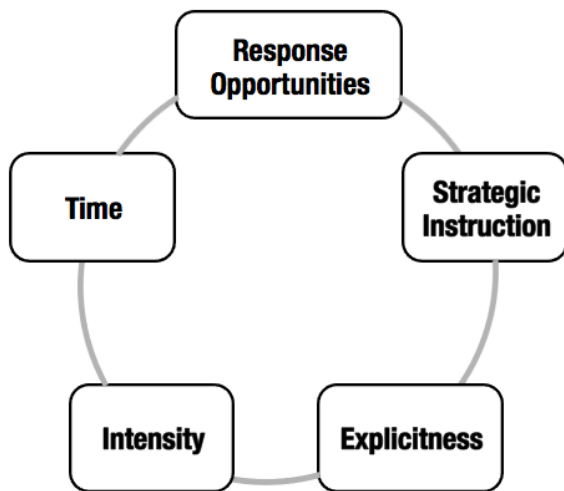 Response
Opportunities
Time
Strategic
Instruction
Intensity
Explicitness